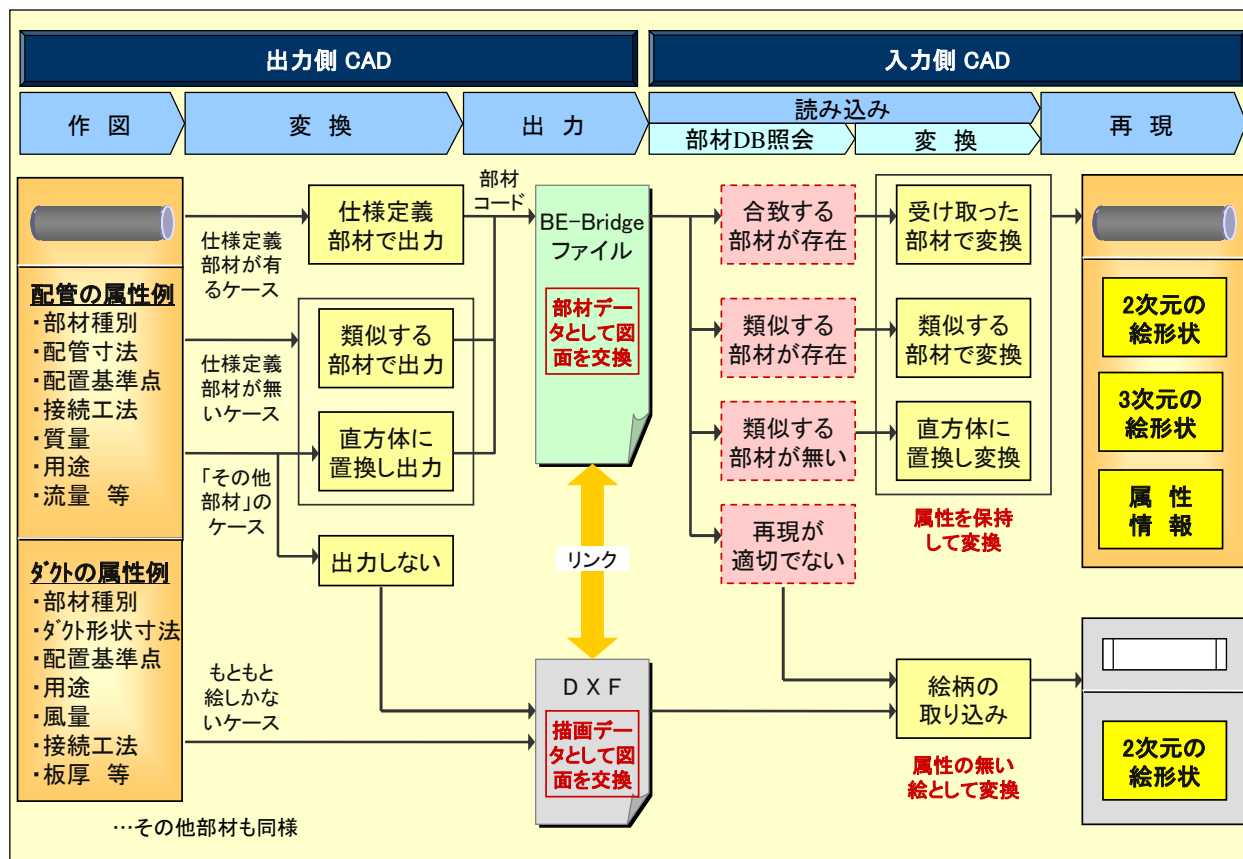 出力側 CAD
入力側 CAD
作 図
変 換
出 力
読み込み
部材DB照会
変 換
再 現
仕様定義
部材が有
るケース
仕様定義
部材で出力
部材
コード
BE-Bridge
ファイル
部材デー
タとして図
面を交換
合致する
部材が存在
受け取った
部材で変換
配管の属性例
・部材種別
・配管寸法
・配置基準点
・接続工法
・質量
・用途
・流量 等
仕様定義
部材が無
いケース
類似する
部材で出力
類似する
部材が存在
類似する
部材で変換
2次元の
絵形状
3次元の
絵形状
属 性
情 報
直方体に
置換し出力
類似する
部材が無い
直方体に
置換し変換
「その他
部材」の
ケース
属性を保持
して変換
出力しない
リンク
再現が
適切でない
ダクトの属性例
・部材種別
・ダクト形状寸法
・配置基準点
・用途
・風量
・接続工法
・板厚 等
もともと
絵しかな
いケース
D X F
描画デー
タとして図
面を交換
絵柄の
取り込み
属性の無い
絵として変換
2次元の
絵形状
…その他部材も同様